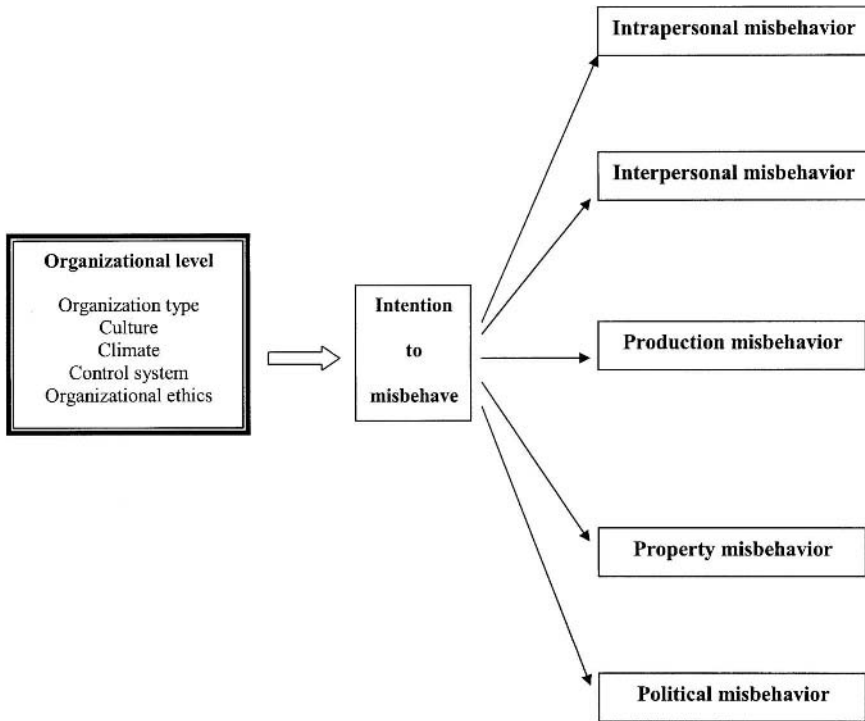 Organizational level
Organization type
Culture
Climate
Control system
Organizational ethics
Intention
to
misbehave
Intrapersonal misbehavior
Interpersonal misbehavior
Production misbehavior
Property misbehavior
Political misbehavior